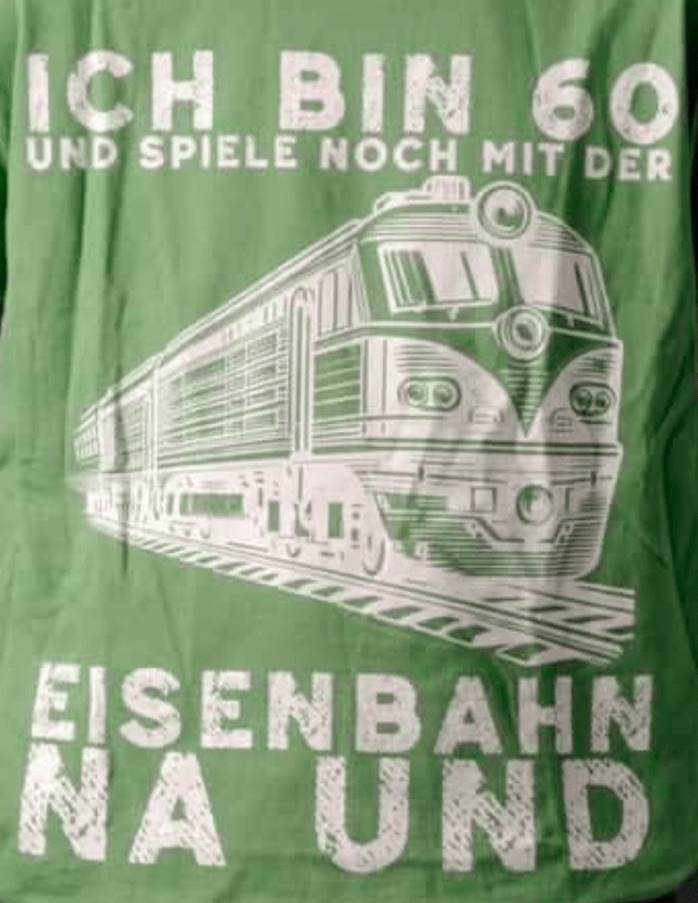 ICH BIN 60
UND SPIELE NOCH MIT DER
EISENBAHN
NA UND